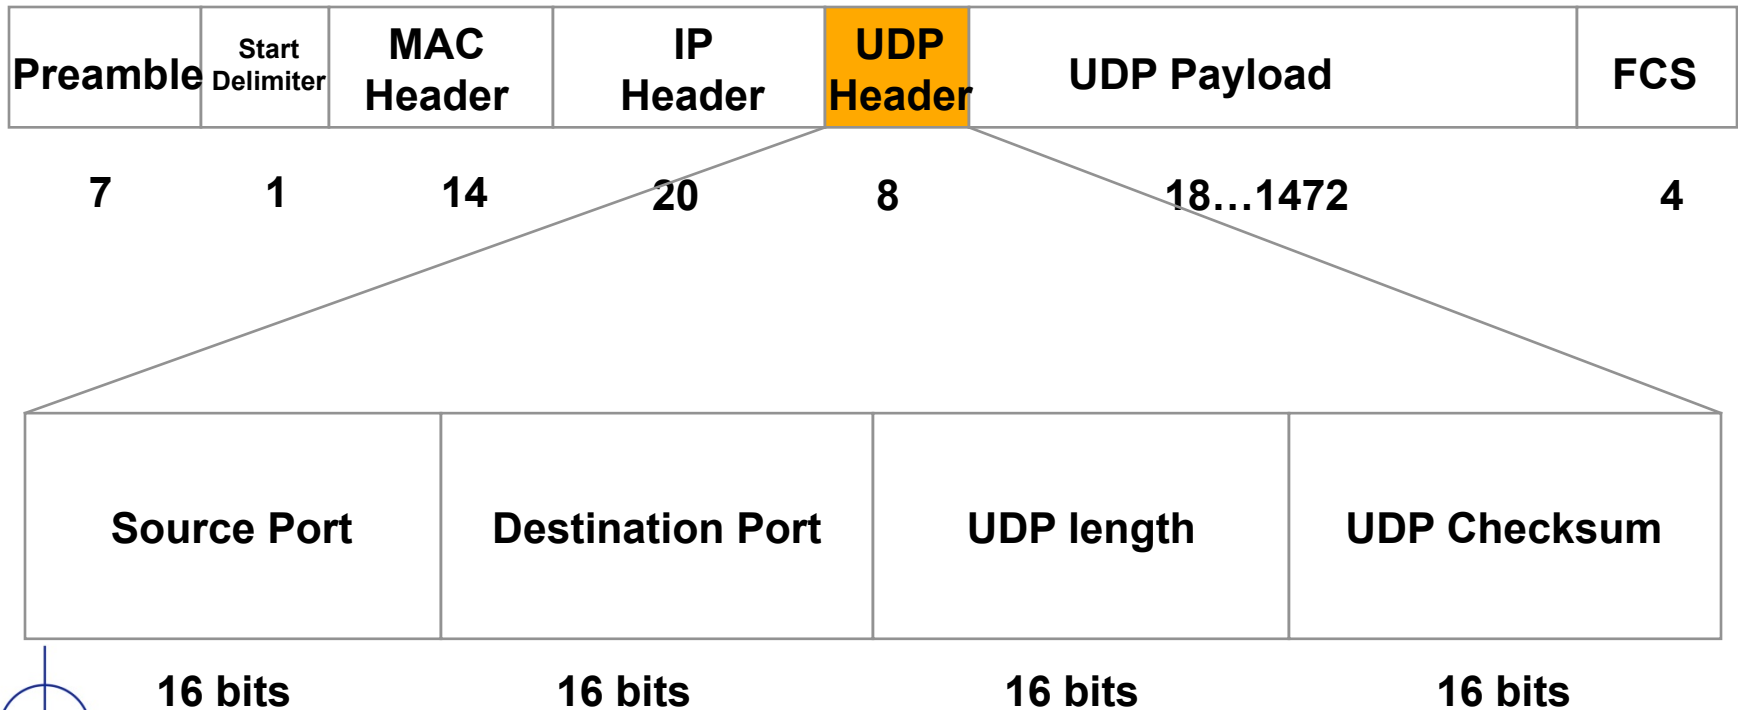 Preamble
Start
Delimiter
MAC
Header
IP
Header
UDP
Header
UDP Payload
FCS
7
1
14
20
8
18…1472
4
Source Port
Destination Port
UDP length
UDP Checksum
16 bits
16 bits
16 bits
16 bits